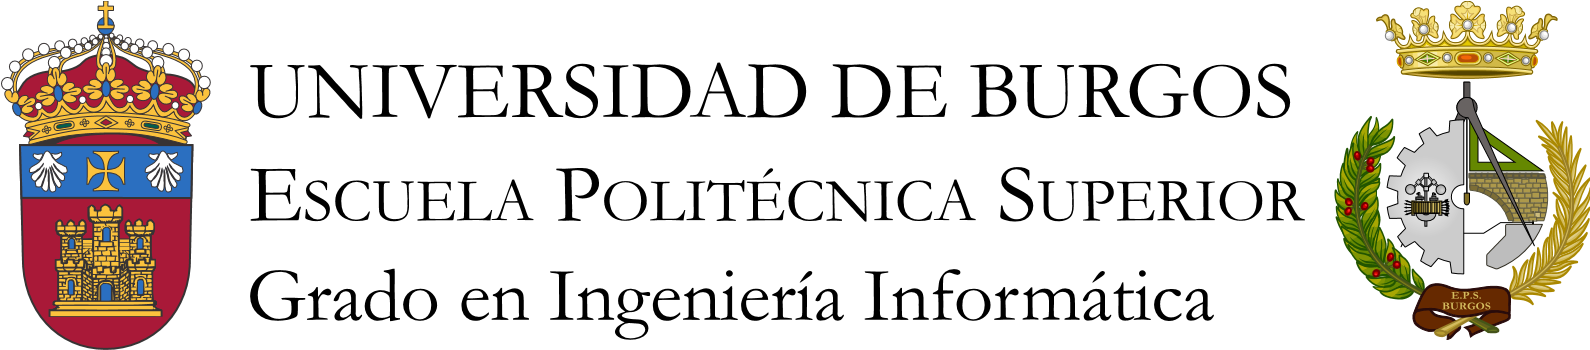 UNIVERSIDAD DE BURGOS
ESCUELA POLITÉCNICA SUPERIOR
Grado en Ingeniería Informática
E.P.S.
BURGOS